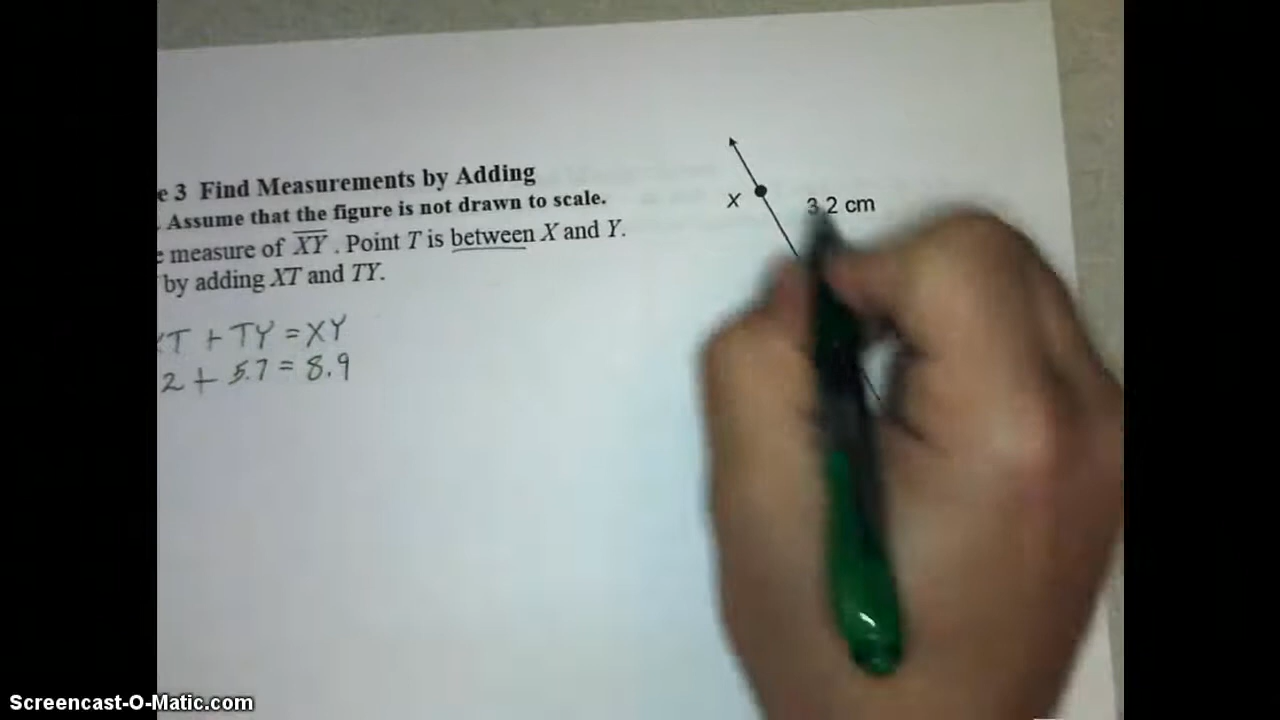 e 3 Find Measurements by Adding
. Assume that the figure is not drawn to scale.
measure of XY. Point T is between X and Y.
by adding XT and TY.
XT + TY = XY
2 + 5.7 = 8.9
X
3.2 cm
Screencast-O-Matic.com